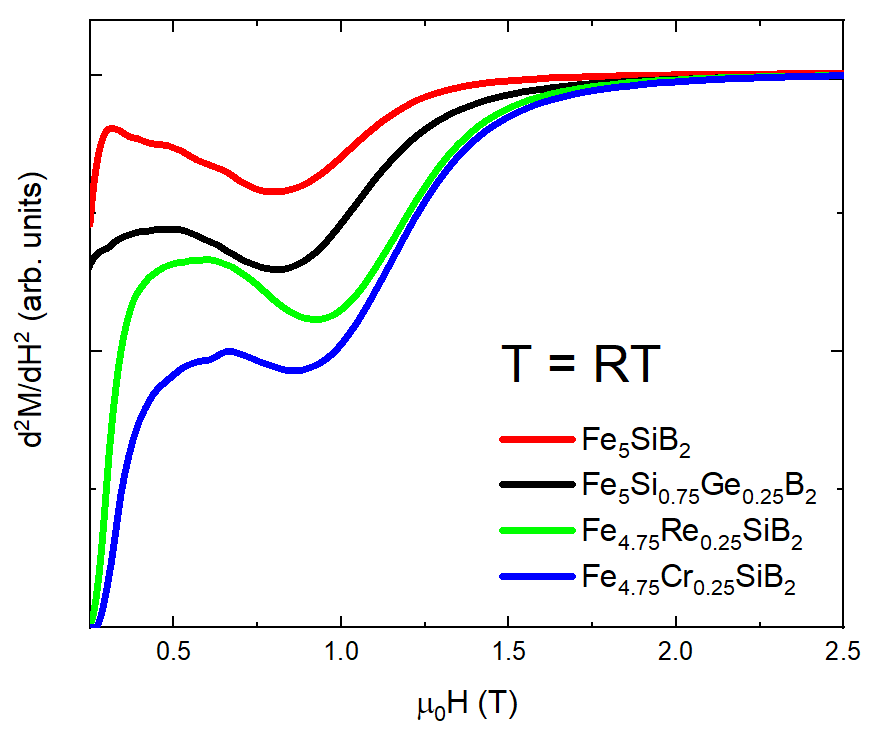 d²M/dH² (arb. units)
T = RT
Fe₅SiB₂
Fe₅Si₀.₇₅Ge₀.₂₅B₂
Fe₄.₇₅Re₀.₂₅SiB₂
Fe₄.₇₅Cr₀.₂₅SiB₂
0.5 1.0 1.5 2.0 2.5
μ₀H (T)